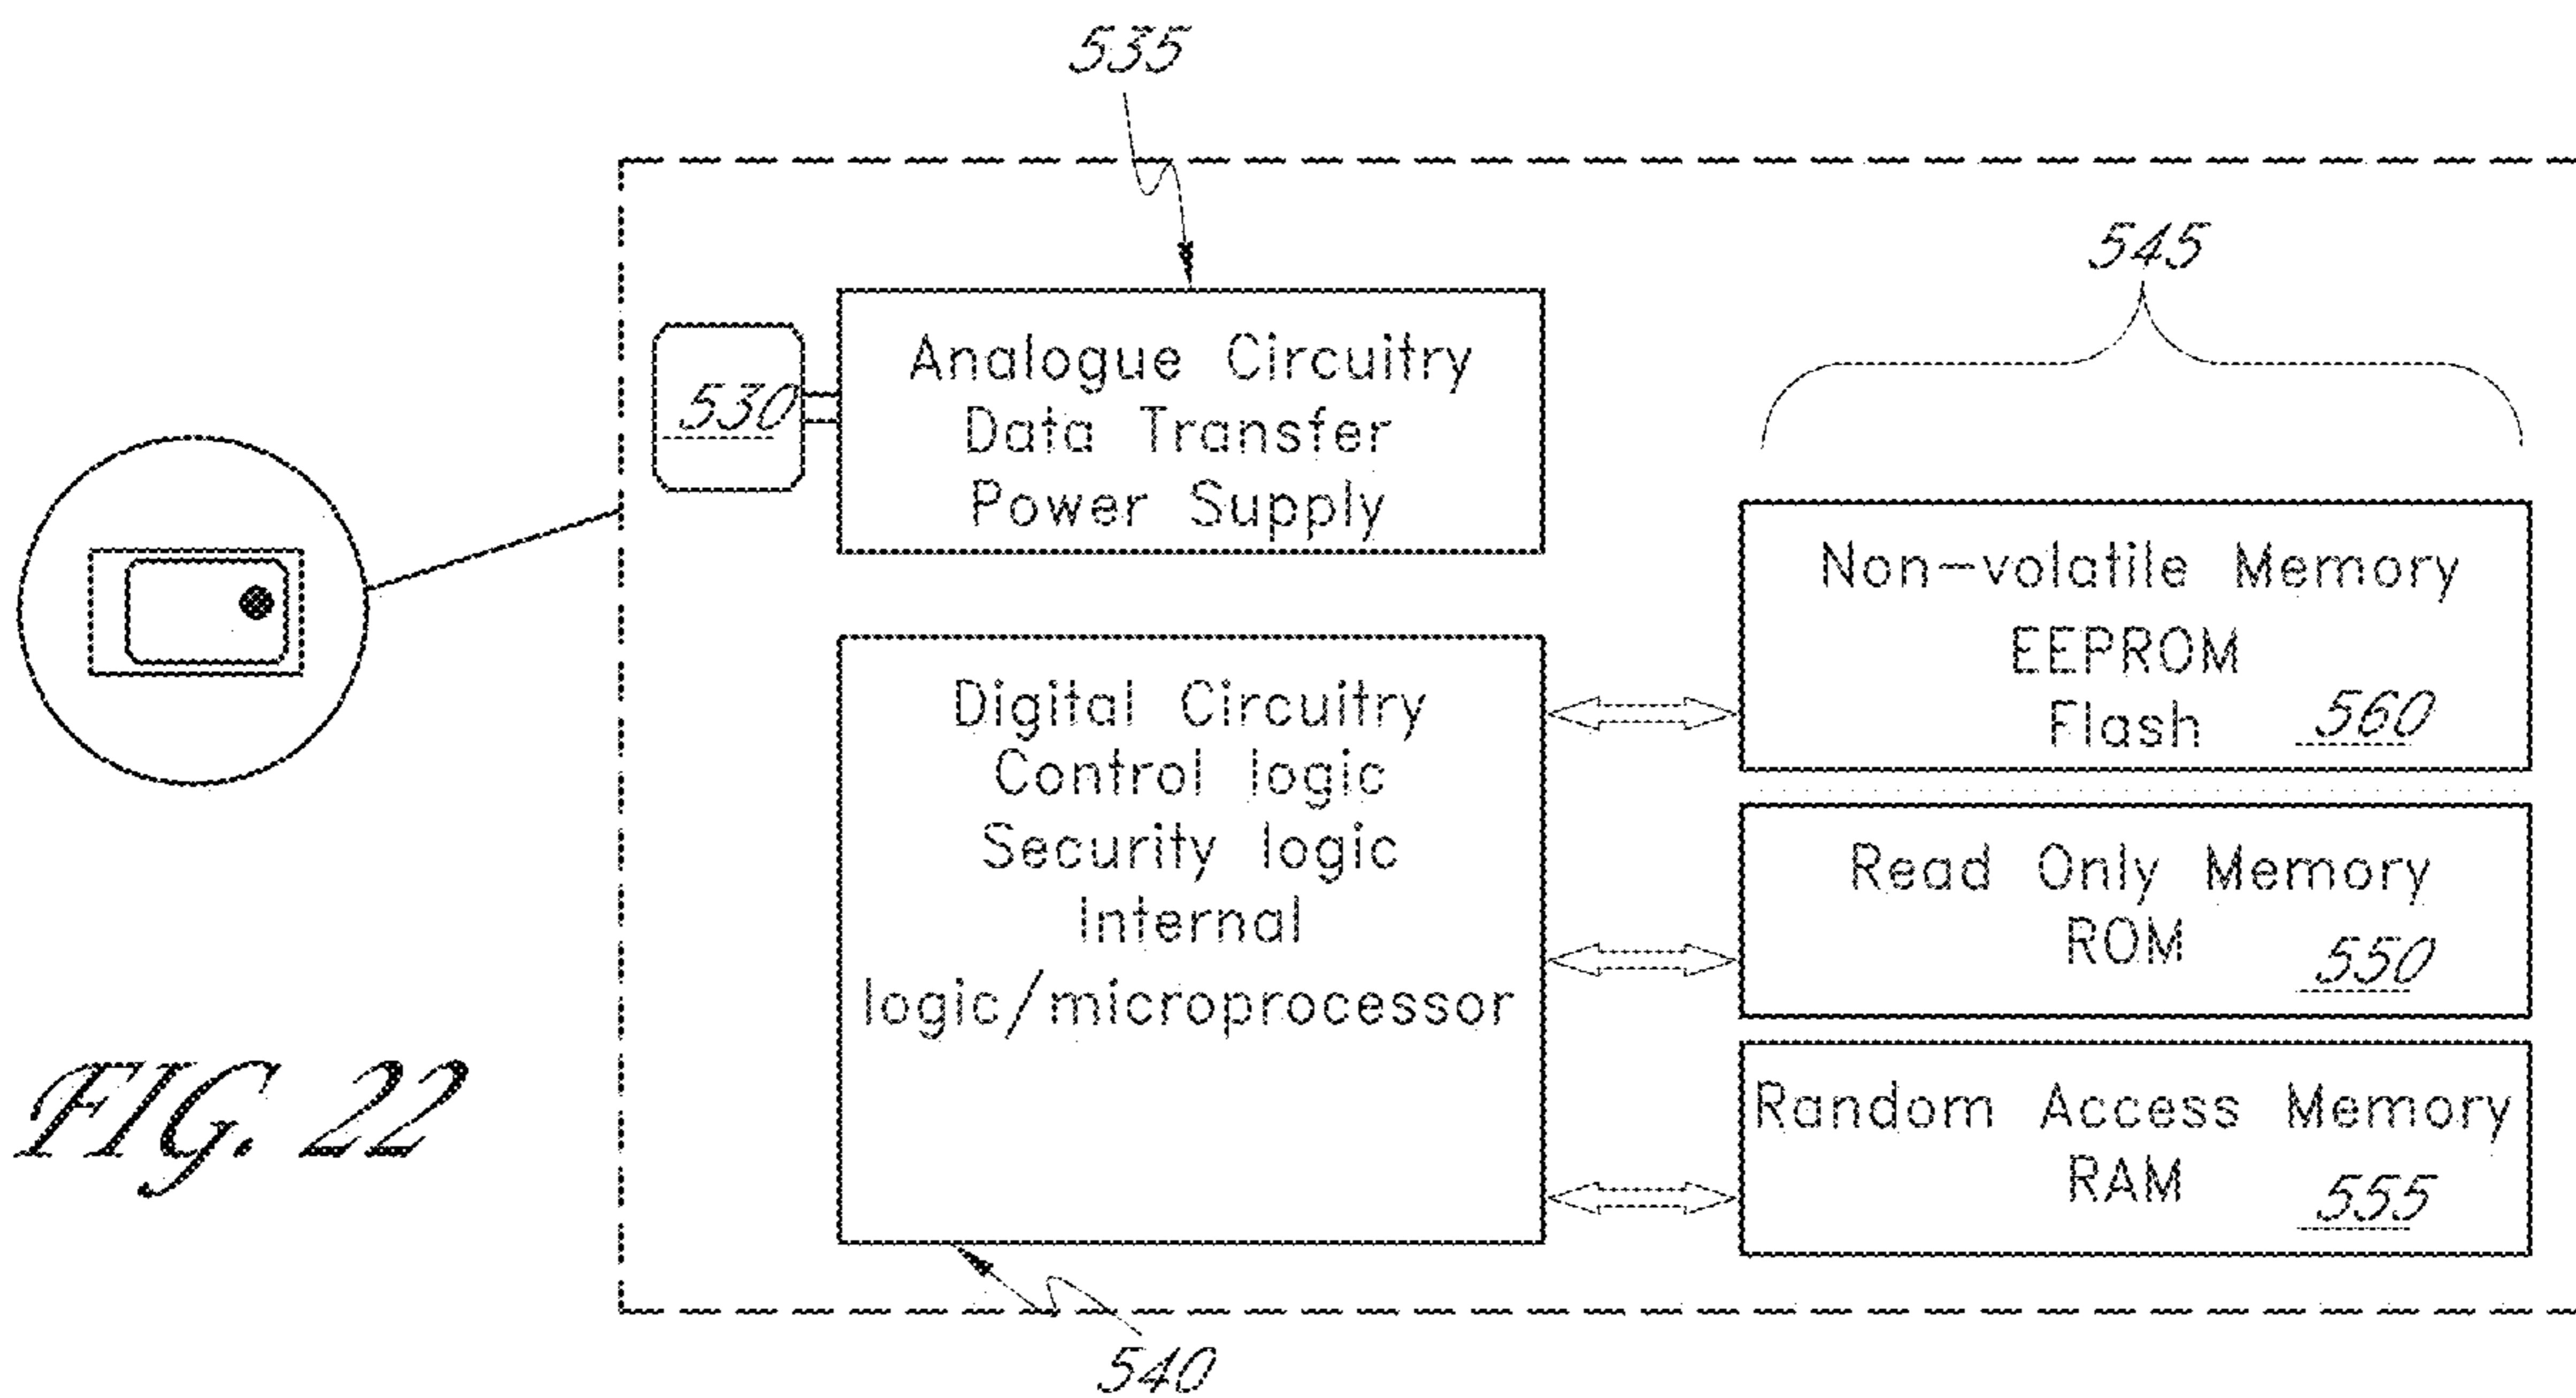 535
545
530
Analogue Circuitry
Data Transfer
Power Supply
Non-volatile Memory
EEPROM
Flash 560
Digital Circuitry
Control logic
Security logic
Internal
logic/microprocessor
Read Only Memory
ROM 550
Random Access Memory
RAM 555
540
FIG. 22